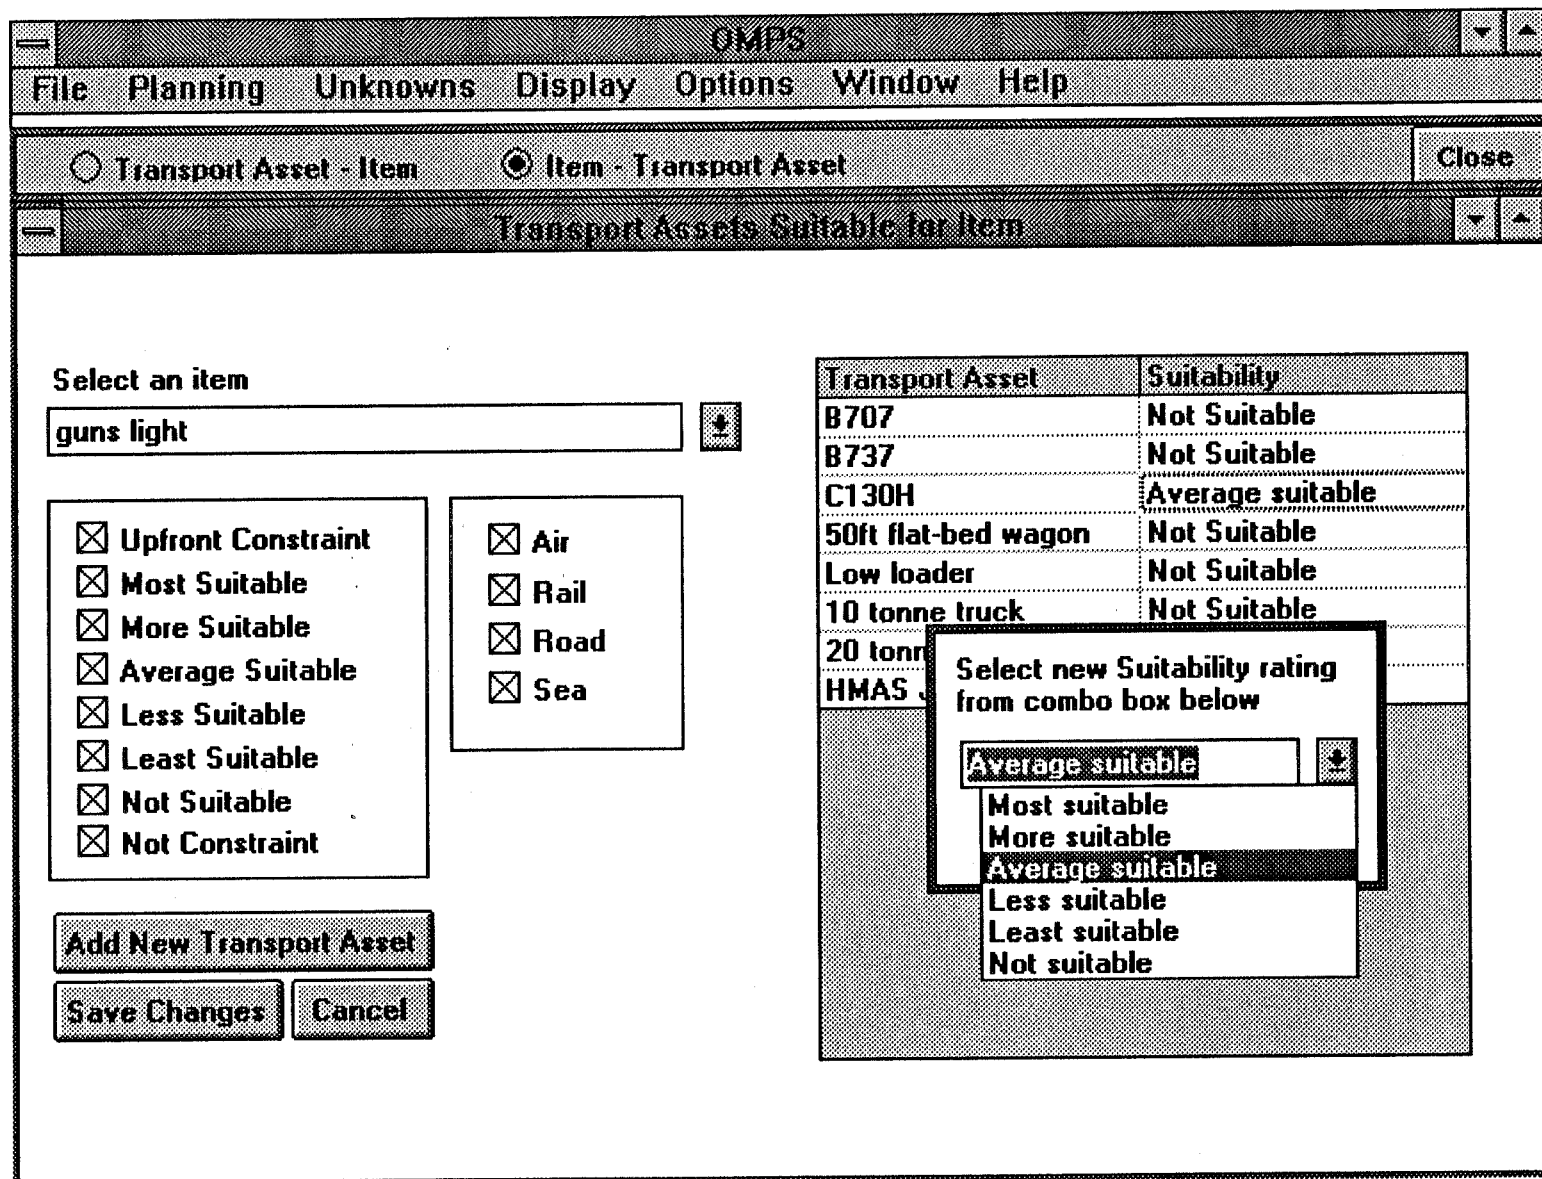 OMPS
File Planning Unknowns Display Options Window Help
Transport Asset - Item Item - Transport Asset Close
Transport Assets Suitable for Item
Select an item
guns light
Upfront Constraint
Most Suitable
More Suitable
Average Suitable
Less Suitable
Least Suitable
Not Suitable
Not Constraint
Air
Rail
Road
Sea
Add New Transport Asset
Save Changes Cancel
Transport Asset Suitability
B707 Not Suitable
B737 Not Suitable
C130H Average suitable
50ft flat-bed wagon Not Suitable
Low loader Not Suitable
10 tonne truck Not Suitable
20 tonn
HMAS
Select new Suitability rating
from combo box below
Average suitable
Most suitable
More suitable
Average suitable
Less suitable
Least suitable
Not suitable